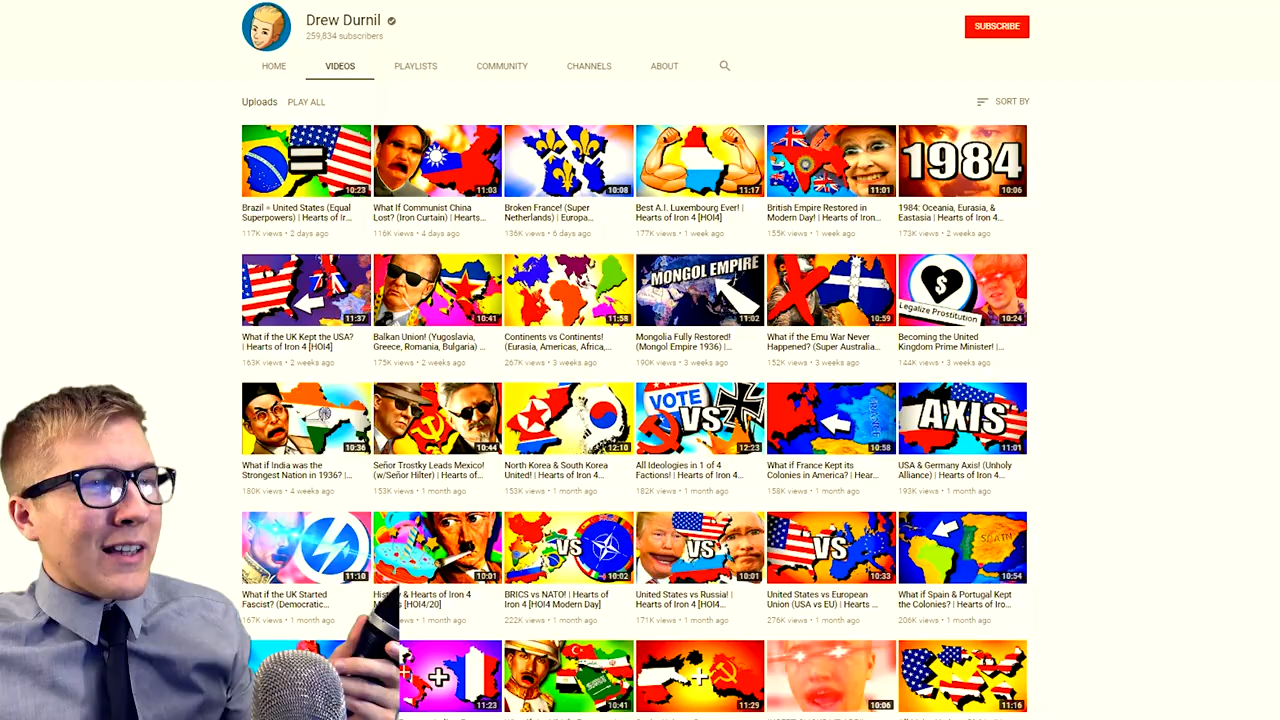 Drew Durnil
259,834 subscribers
SUBSCRIBE
HOME VIDEOS PLAYLISTS COMMUNITY CHANNELS ABOUT
Uploads PLAY ALL SORT BY
10:23
11:03
10:08
11:17
11:01
1984
10:06
Brazil = United States (Equal
Superpowers) | Hearts of Ir...
117K views • 2 days ago
What If Communist China
Lost? (Iron Curtain) | Hearts...
116K views • 4 days ago
Broken France! (Super
Netherlands) | Europa...
136K views • 6 days ago
Best A.I. Luxembourg Ever! |
Hearts of Iron 4 [HOI4]
177K views • 1 week ago
British Empire Restored in
Modern Day! | Hearts of Iron...
155K views • 1 week ago
1984: Oceania, Eurasia, &
Eastasia | Hearts of Iron 4...
173K views • 2 weeks ago
11:37
10:41
11:58
MONGOL EMPIRE
11:02
10:59
$
Legalize Prostitution
10:24
What if the UK Kept the USA?
| Hearts of Iron 4 [HOI4]
163K views • 2 weeks ago
Balkan Union! (Yugoslavia,
Greece, Romania, Bulgaria) ...
175K views • 2 weeks ago
Continents vs Continents!
(Eurasia, Americas, Africa,...
267K views • 3 weeks ago
Mongolia Fully Restored!
(Mongol Empire 1936) |...
190K views • 3 weeks ago
What if the Emu War Never
Happened? (Super Australia...
152K views • 3 weeks ago
Becoming the United
Kingdom Prime Minister! |...
144K views • 3 weeks ago
10:36
10:44
12:10
VOTE
VS
12:23
FRANCE
10:58
AXIS
11:01
What if India was the
Strongest Nation in 1936? |...
180K views • 4 weeks ago
Señor Trostky Leads Mexico!
(w/Señor Hilter) | Hearts of...
153K views • 1 month ago
North Korea & South Korea
United! | Hearts of Iron 4...
153K views • 1 month ago
All Ideologies in 1 of 4
Factions! | Hearts of Iron 4...
182K views • 1 month ago
What if France Kept its
Colonies in America? | Hear...
158K views • 1 month ago
USA & Germany Axis! (Unholy
Alliance) | Hearts of Iron 4...
193K views • 1 month ago
11:10
10:01
VS
10:02
VS
10:01
VS
10:33
SPAIN
10:54
What if the UK Started
Fascist? (Democratic...
167K views • 1 month ago
& Hearts of Iron 4
[HOI4/20]
views • 1 month ago
BRICS vs NATO! | Hearts of
Iron 4 [HOI4 Modern Day]
222K views • 1 month ago
United States vs Russia! |
Hearts of Iron 4 [HOI4...
171K views • 1 month ago
United States vs European
Union (USA vs EU) | Hearts ...
276K views • 1 month ago
What if Spain & Portugal Kept
the Colonies? | Hearts of Iro...
206K views • 1 month ago
11:23
10:41
11:29
10:06
11:16